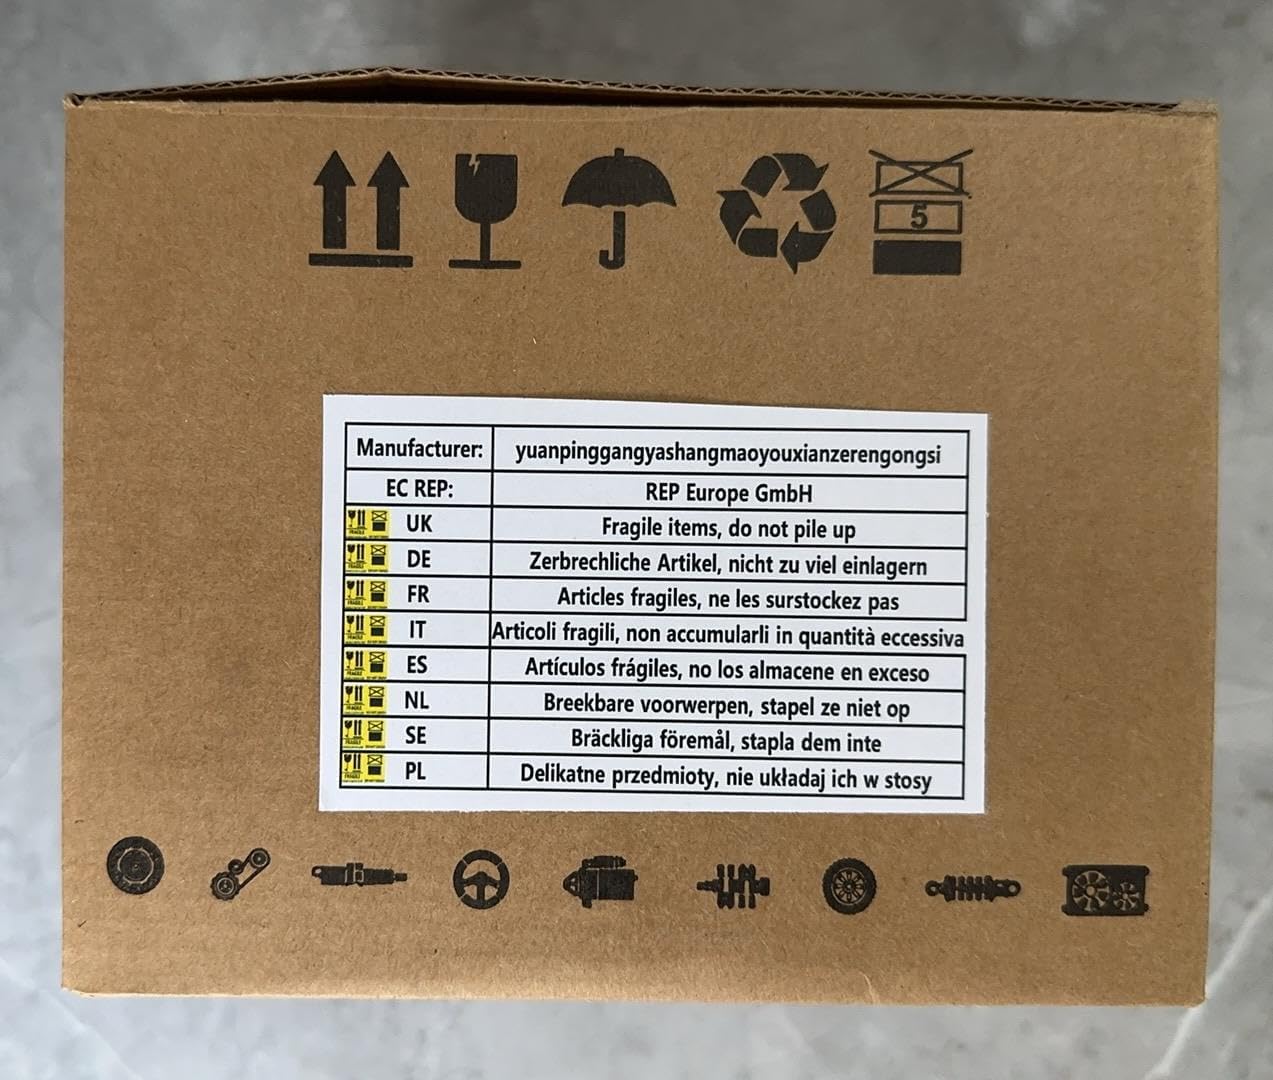 5
Manufacturer: yuanpinggangyashangmaoyouxianzerengongsi
EC REP: REP Europe GmbH
UK Fragile items, do not pile up
DE Zerbrechliche Artikel, nicht zu viel einlagern
FR Articles fragiles, ne les surstockez pas
IT Articoli fragili, non accumularli in quantità eccessiva
ES Artículos frágiles, no los almacene en exceso
NL Breekbare voorwerpen, stapel ze niet op
SE Bräckliga föremål, stapla dem inte
PL Delikatne przedmioty, nie układaj ich w stosy